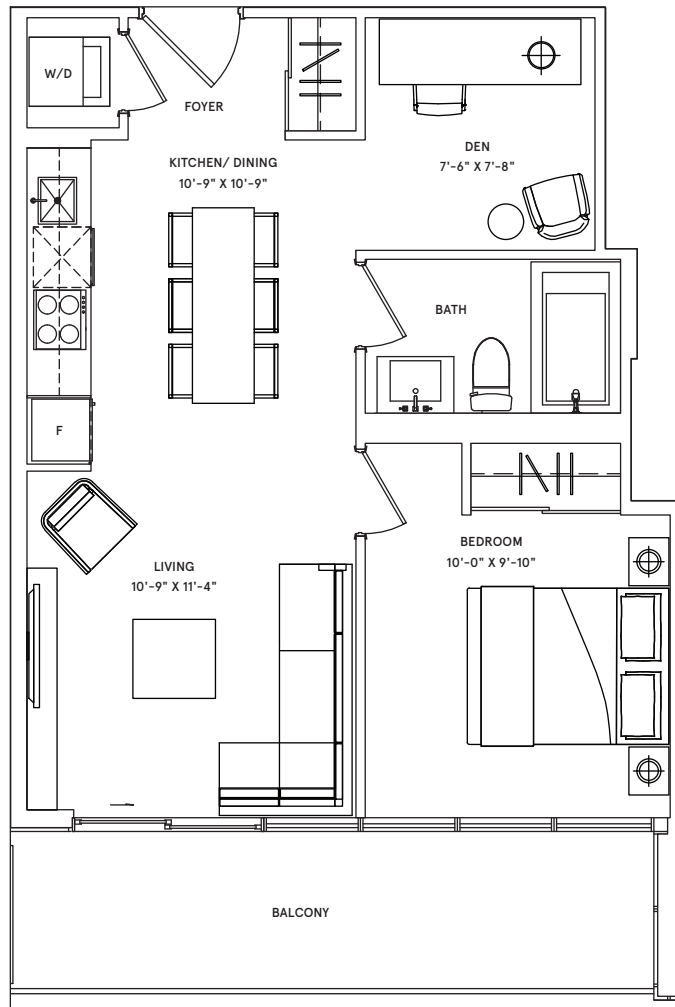 W/D
FOYER
KITCHEN/ DINING
10'-9" X 10'-9"
DEN
7'-6" X 7'-8"
BATH
F
LIVING
10'-9" X 11'-4"
BEDROOM
10'-0" X 9'-10"
BALCONY